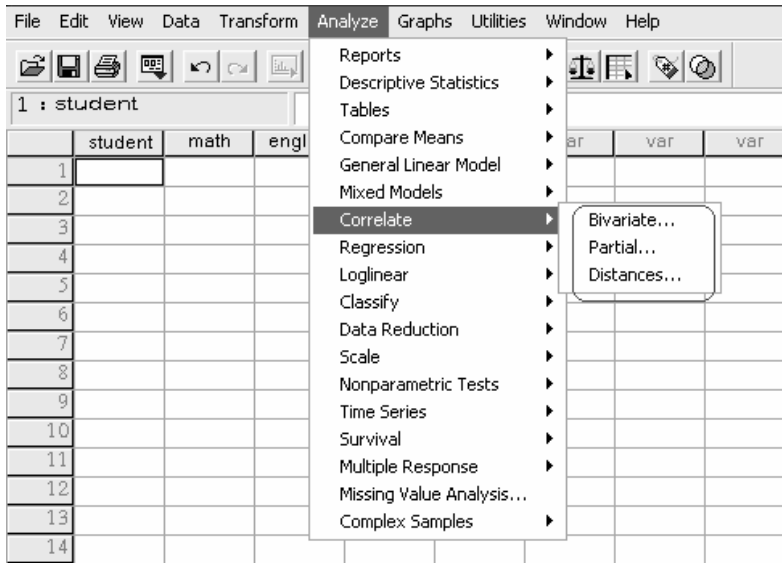 File Edit View Data Transform Analyze Graphs Utilities Window Help
1 : student
student math engl ar var var
Reports
Descriptive Statistics
Tables
Compare Means
General Linear Model
Mixed Models
Correlate
Regression
Loglinear
Classify
Data Reduction
Scale
Nonparametric Tests
Time Series
Survival
Multiple Response
Missing Value Analysis...
Complex Samples
Bivariate...
Partial...
Distances...
1
2
3
4
5
6
7
8
9
10
11
12
13
14